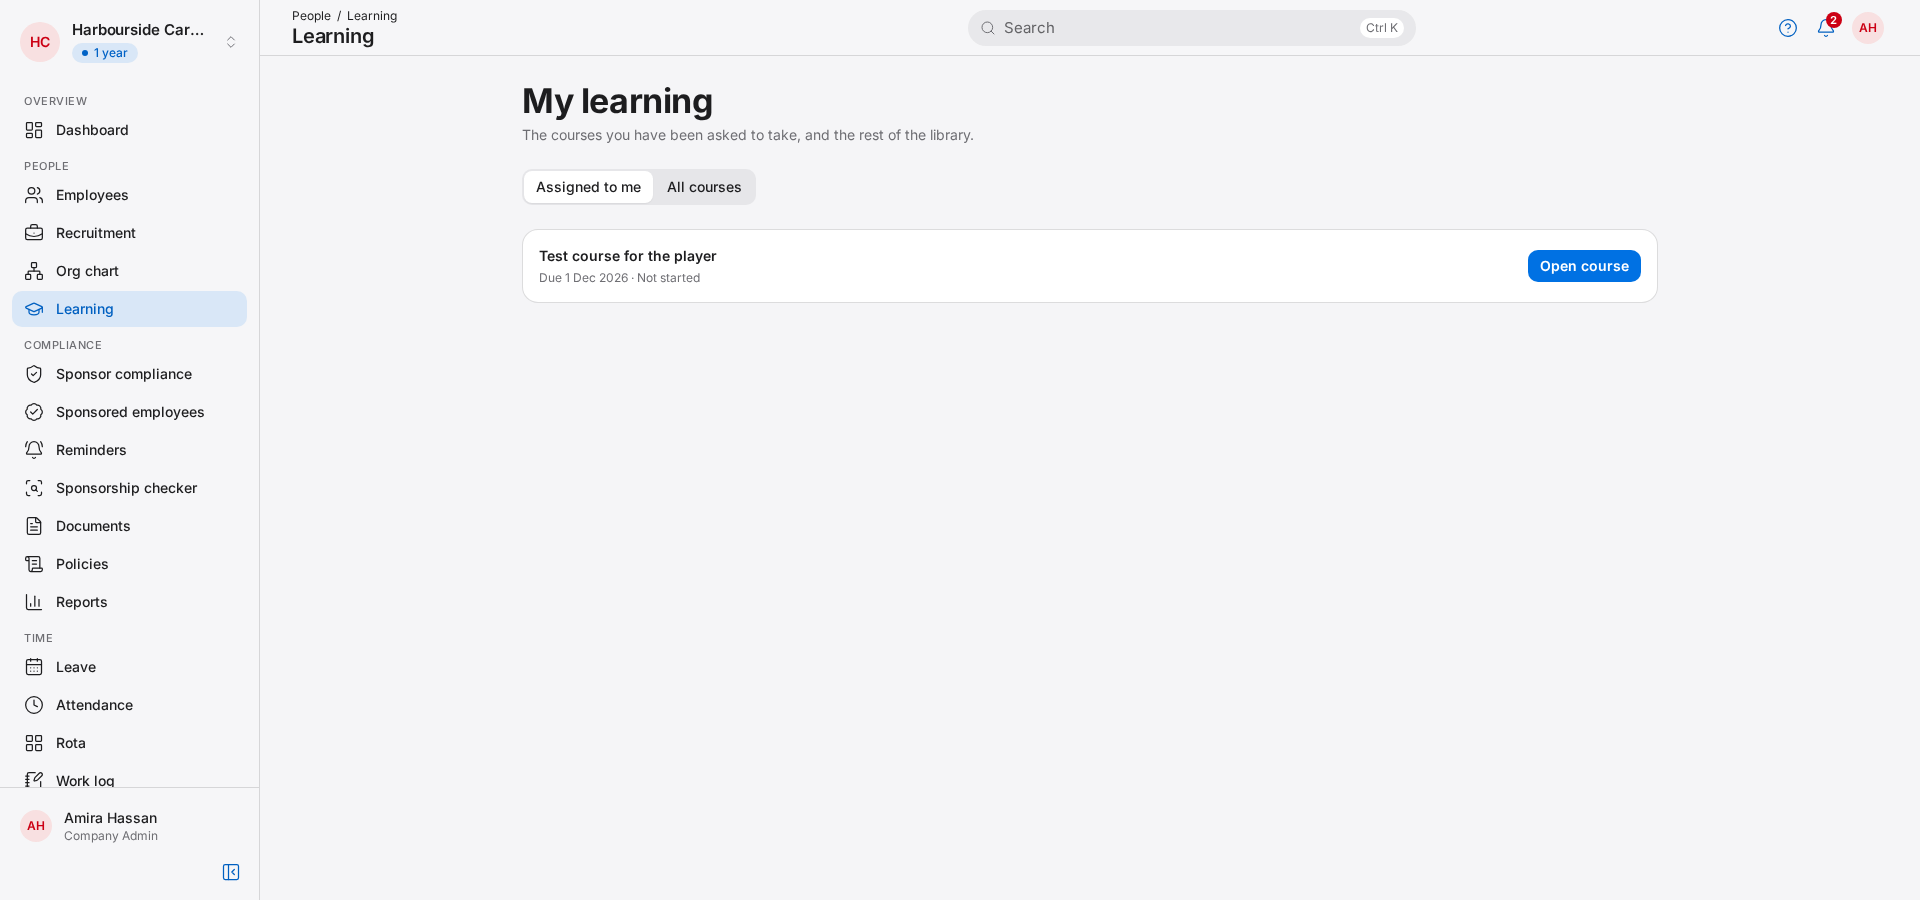 HC
Harbourside Car...
1 year
OVERVIEW
Dashboard
PEOPLE
Employees
Recruitment
Org chart
Learning
COMPLIANCE
Sponsor compliance
Sponsored employees
Reminders
Sponsorship checker
Documents
Policies
Reports
TIME
Leave
Attendance
Rota
Work log
AH
Amira Hassan
Company Admin
People / Learning
Learning
Search
Ctrl K
2
AH
My learning
The courses you have been asked to take, and the rest of the library.
Assigned to me
All courses
Test course for the player
Due 1 Dec 2026 · Not started
Open course